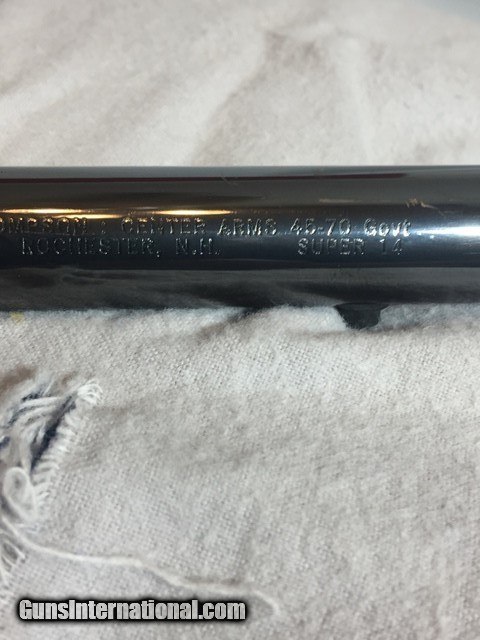 OMPSON : CENTER ARMS 45-70 Govt
ROCHESTER, N.H. SUPER 14
GunsInternational.com